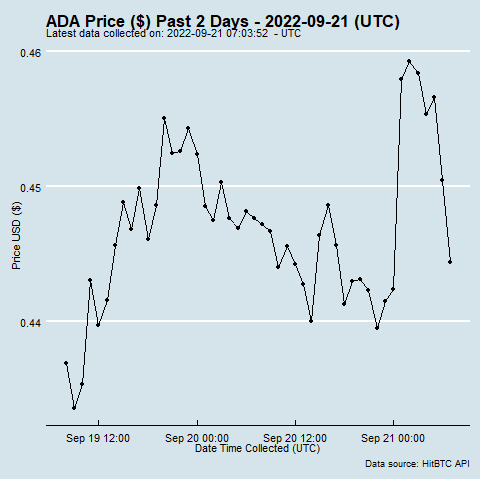 ADA Price ($) Past 2 Days - 2022-09-21 (UTC)
Latest data collected on: 2022-09-21 07:03:52  - UTC
0.46
0.45
0.44
Price USD ($)
Sep 19 12:00 Sep 20 00:00 Sep 20 12:00 Sep 21 00:00
Date Time Collected (UTC)
Data source: HitBTC API